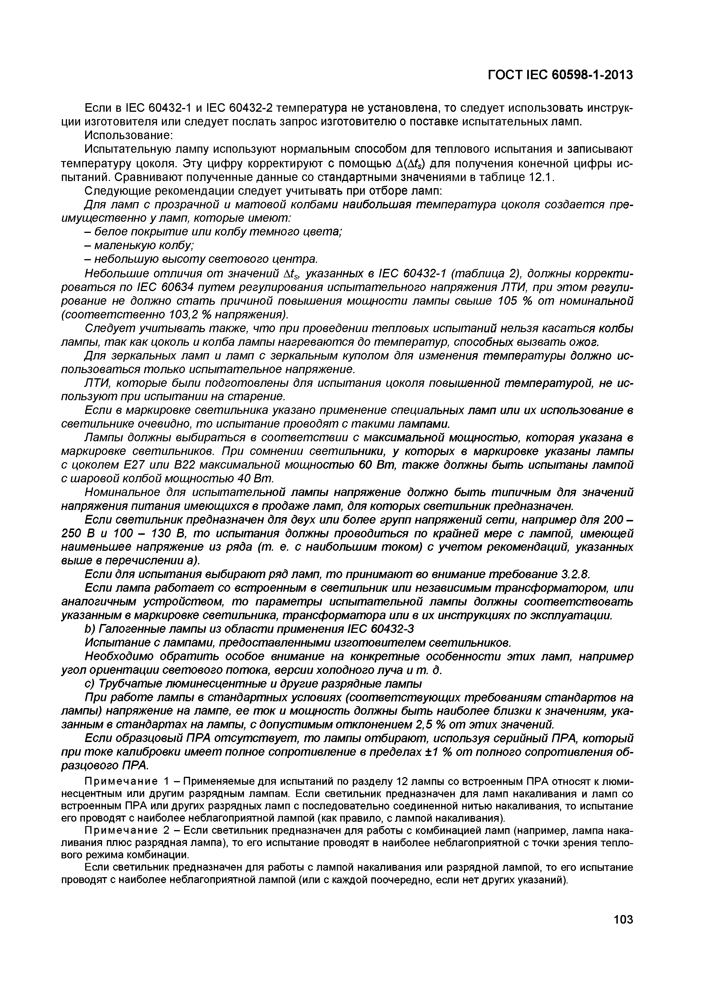 ГОСТ IEC 60598-1-2013
Если в IEC 60432-1 и IEC 60432-2 температура не установлена, то следует использовать инструк-
ции изготовителя или следует послать запрос изготовителю о поставке испытательных ламп.
Использование:
Испытательную лампу используют нормальным способом для теплового испытания и записывают
температуру цоколя. Эту цифру корректируют с помощью Δ(Δts) для получения конечной цифры ис-
пытаний. Сравнивают полученные данные со стандартными значениями в таблице 12.1.
Следующие рекомендации следует учитывать при отборе ламп:
Для ламп с прозрачной и матовой колбами наибольшая температура цоколя создается пре-
имущественно у ламп, которые имеют:
– белое покрытие или колбу темного цвета;
– маленькую колбу;
– небольшую высоту светового центра.
Небольшие отличия от значений Δts, указанных в IEC 60432-1 (таблица 2), должны корректи-
роваться по IEC 60634 путем регулирования испытательного напряжения ЛТИ, при этом регули-
рование не должно стать причиной повышения мощности лампы свыше 105 % от номинальной
(соответственно 103,2 % напряжения).
Следует учитывать также, что при проведении тепловых испытаний нельзя касаться колбы
лампы, так как цоколь и колба лампы нагреваются до температур, способных вызвать ожог.
Для зеркальных ламп и ламп с зеркальным куполом для изменения температуры должно ис-
пользоваться только испытательное напряжение.
ЛТИ, которые были подготовлены для испытания цоколя повышенной температурой, не ис-
пользуют при испытании на старение.
Если в маркировке светильника указано применение специальных ламп или их использование в
светильнике очевидно, то испытание проводят с такими лампами.
Лампы должны выбираться в соответствии с максимальной мощностью, которая указана в
маркировке светильников. При сомнении светильники, у которых в маркировке указаны лампы
с цоколем E27 или B22 максимальной мощностью 60 Вт, также должны быть испытаны лампой
с шаровой колбой мощностью 40 Вт.
Номинальное для испытательной лампы напряжение должно быть типичным для значений
напряжения питания имеющихся в продаже ламп, для которых светильник предназначен.
Если светильник предназначен для двух или более групп напряжений сети, например для 200 –
250 В и 100 – 130 В, то испытания должны проводиться по крайней мере с лампой, имеющей
наименьшее напряжение из ряда (т. е. с наибольшим током) с учетом рекомендаций, указанных
выше в перечислении а).
Если для испытания выбирают ряд ламп, то принимают во внимание требование 3.2.8.
Если лампа работает со встроенным в светильник или независимым трансформатором, или
аналогичным устройством, то параметры испытательной лампы должны соответствовать
указанным в маркировке светильника, трансформатора или в их инструкциях по эксплуатации.
b) Галогенные лампы из области применения IEC 60432-3
Испытание с лампами, предоставленными изготовителем светильников.
Необходимо обратить особое внимание на конкретные особенности этих ламп, например
угол ориентации светового потока, версии холодного луча и т. д.
c) Трубчатые люминесцентные и другие разрядные лампы
При работе лампы в стандартных условиях (соответствующих требованиям стандартов на
лампы) напряжение на лампе, ее ток и мощность должны быть наиболее близки к значениям, ука-
занным в стандартах на лампы, с допустимым отклонением 2,5 % от этих значений.
Если образцовый ПРА отсутствует, то лампы отбирают, используя серийный ПРА, который
при токе калибровки имеет полное сопротивление в пределах ±1 % от полного сопротивления об-
разцового ПРА.
Примечание 1 – Применяемые для испытаний по разделу 12 лампы со встроенным ПРА относят к люми-
несцентным или другим разрядным лампам. Если светильник предназначен для ламп накаливания и ламп со
встроенным ПРА или других разрядных ламп с последовательно соединенной нитью накаливания, то испытание
его проводят с наиболее неблагоприятной лампой (как правило, с лампой накаливания).
Примечание 2 – Если светильник предназначен для работы с комбинацией ламп (например, лампа нака-
ливания плюс разрядная лампа), то его испытание проводят в наиболее неблагоприятной с точки зрения тепло-
вого режима комбинации.
Если светильник предназначен для работы с лампой накаливания или разрядной лампой, то его испытание
проводят с наиболее неблагоприятной лампой (или с каждой поочередно, если нет других указаний).
103